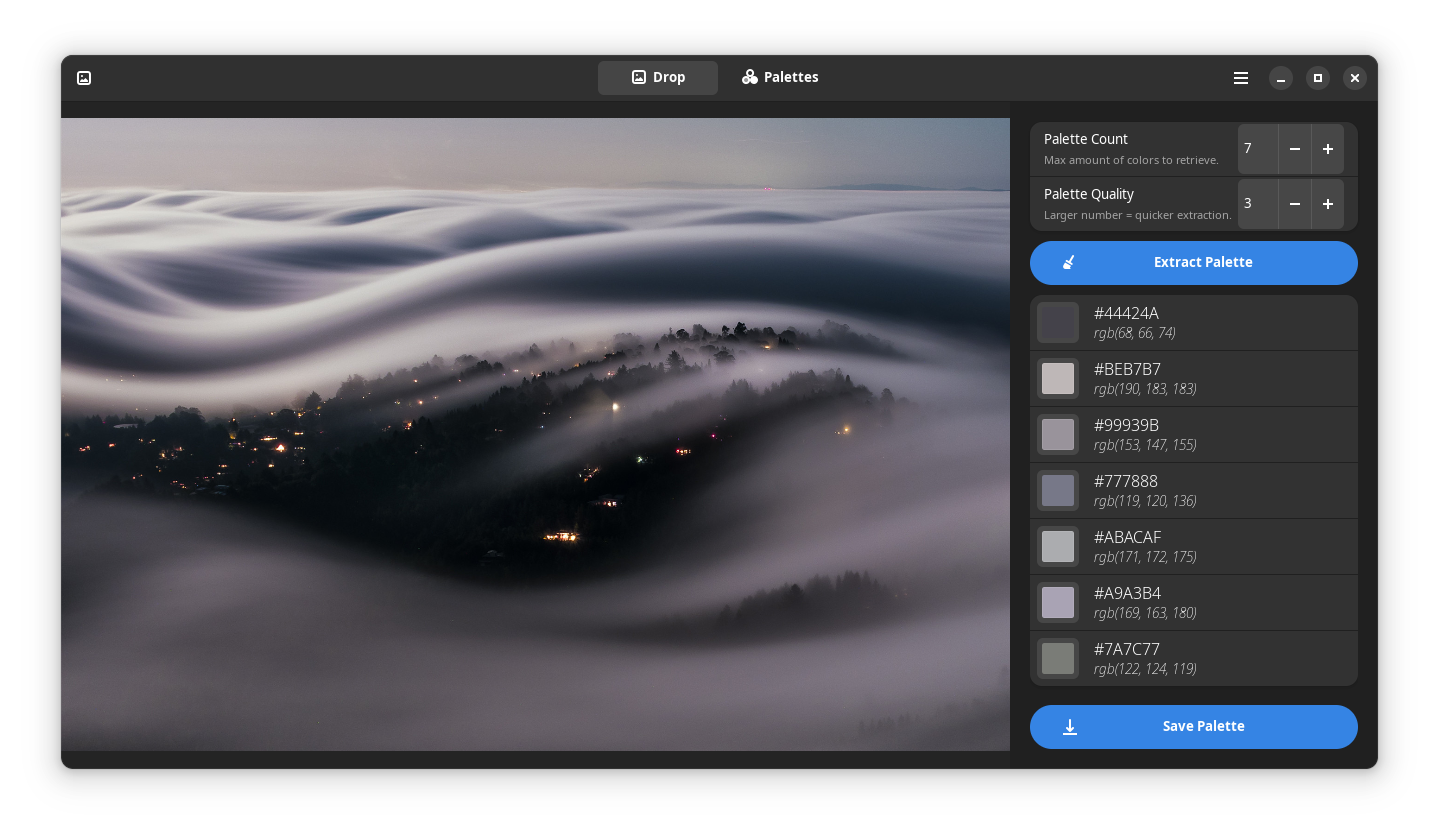 Drop
Palettes
Palette Count
Max amount of colors to retrieve.
7
Palette Quality
Larger number = quicker extraction.
3
Extract Palette
#44424A
rgb(68, 66, 74)
#BEB7B7
rgb(190, 183, 183)
#99939B
rgb(153, 147, 155)
#777888
rgb(119, 120, 136)
#ABACAF
rgb(171, 172, 175)
#A9A3B4
rgb(169, 163, 180)
#7A7C77
rgb(122, 124, 119)
Save Palette